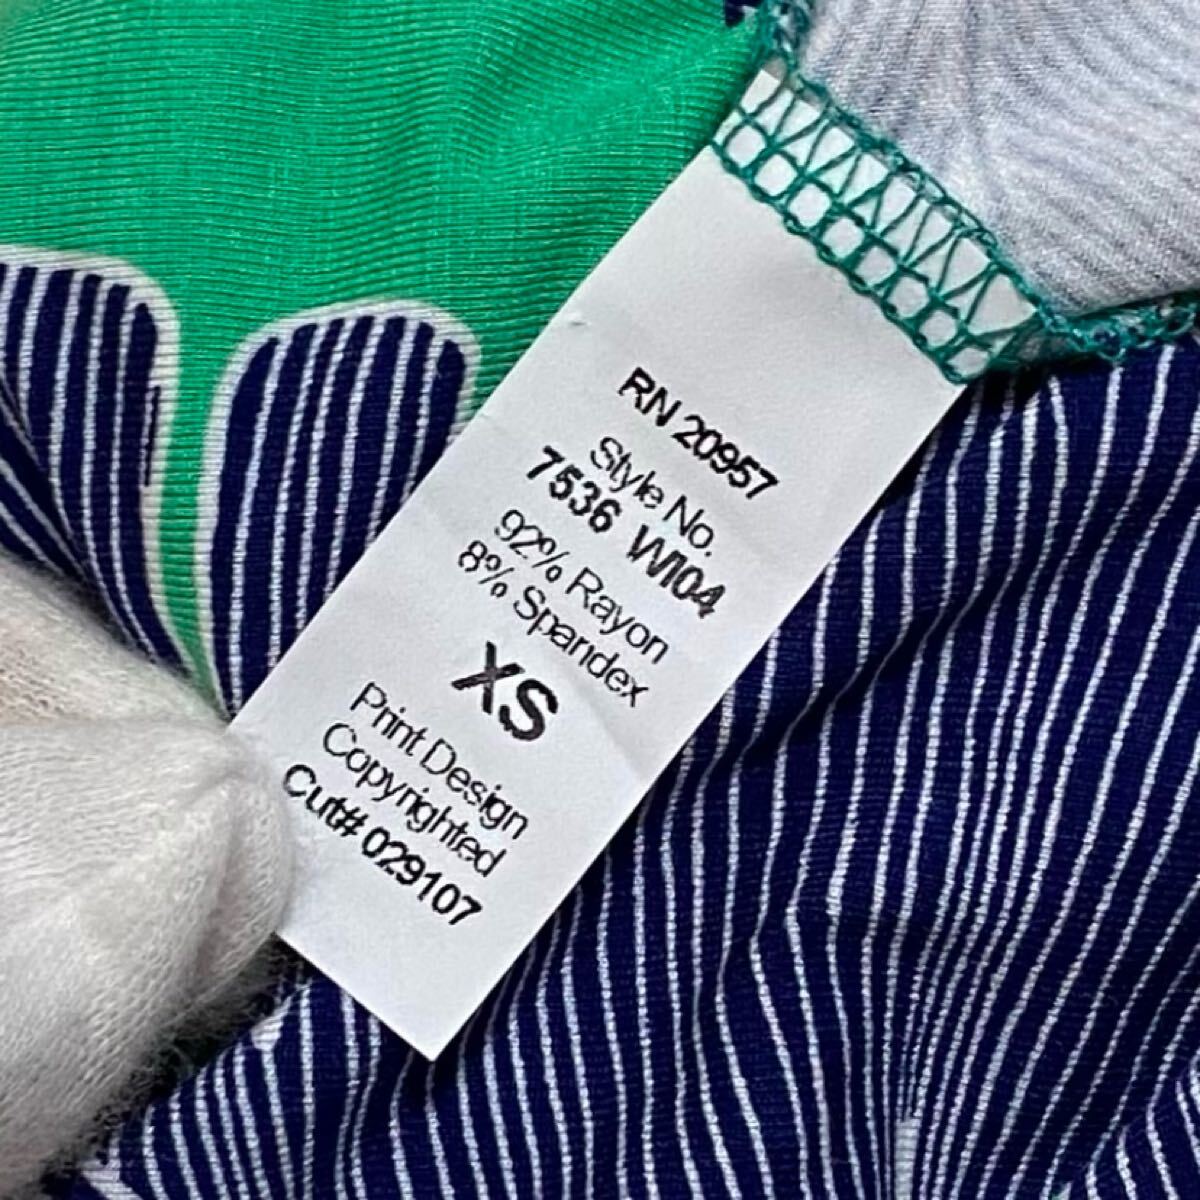 RN 20957
Style No.
7536 WI04
92% Rayon
8% Spandex
XS
Print Design
Copyrighted
Cut# 029107